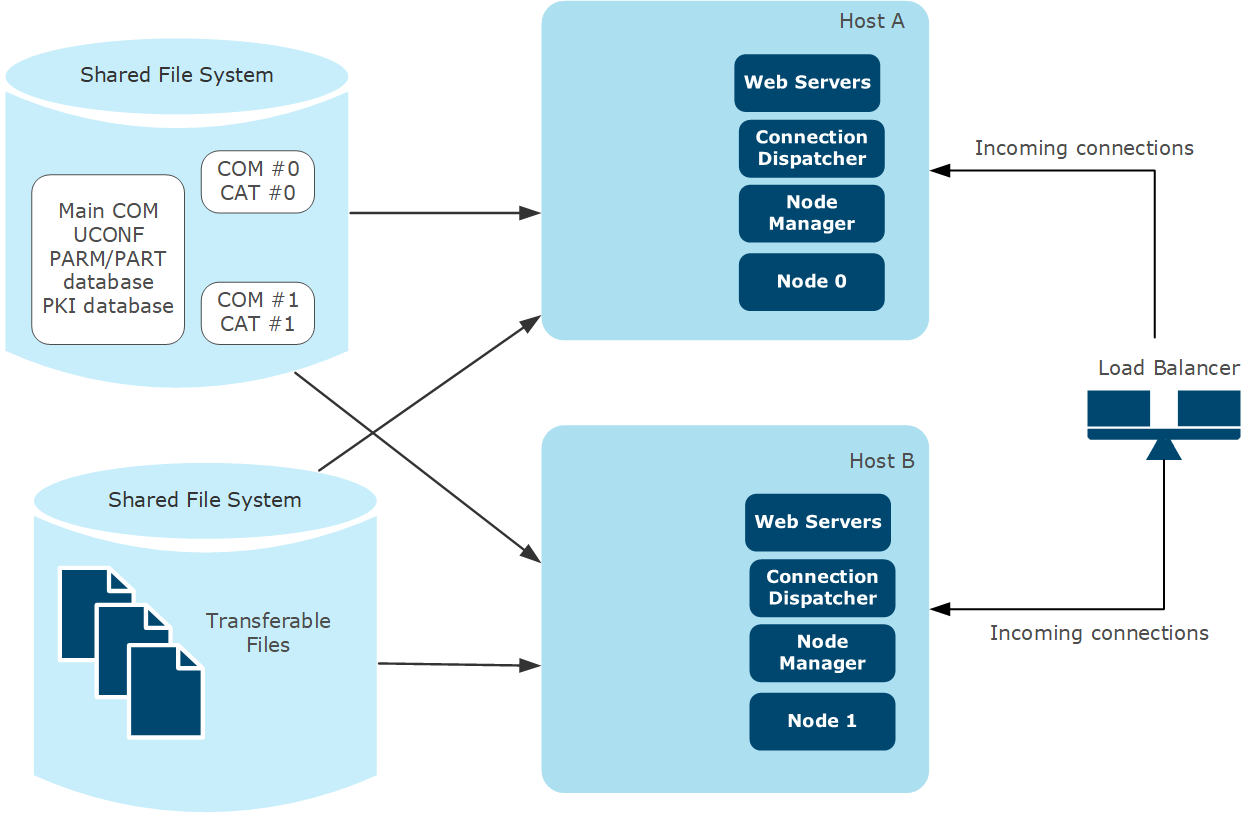 Shared File System
COM #0
CAT #0
Main COM
UCONF
PARM/PART
database
PKI database
COM #1
CAT #1
Shared File System
Transferable
Files
Host A
Web Servers
Connection
Dispatcher
Node
Manager
Node 0
Host B
Web Servers
Connection
Dispatcher
Node
Manager
Node 1
Incoming connections
Load Balancer
Incoming connections